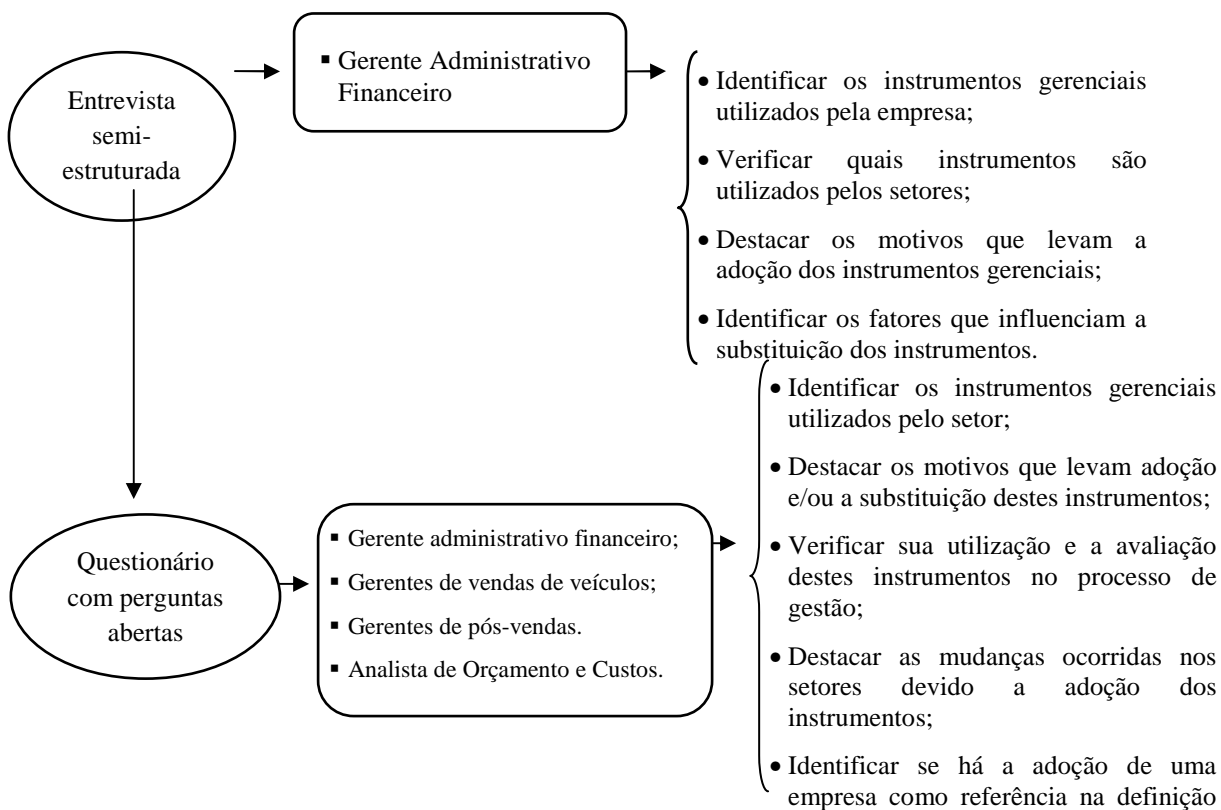 Entrevista
semi-
estruturada
▪ Gerente Administrativo
Financeiro
• Identificar os instrumentos gerenciais
utilizados pela empresa;
• Verificar quais instrumentos são
utilizados pelos setores;
• Destacar os motivos que levam a
adoção dos instrumentos gerenciais;
• Identificar os fatores que influenciam a
substituição dos instrumentos.
Questionário
com perguntas
abertas
▪ Gerente administrativo financeiro;
▪ Gerentes de vendas de veículos;
▪ Gerentes de pós-vendas.
▪ Analista de Orçamento e Custos.
• Identificar os instrumentos gerenciais
utilizados pelo setor;
• Destacar os motivos que levam adoção
e/ou a substituição destes instrumentos;
• Verificar sua utilização e a avaliação
destes instrumentos no processo de
gestão;
• Destacar as mudanças ocorridas nos
setores devido a adoção dos
instrumentos;
• Identificar se há a adoção de uma
empresa como referência na definição